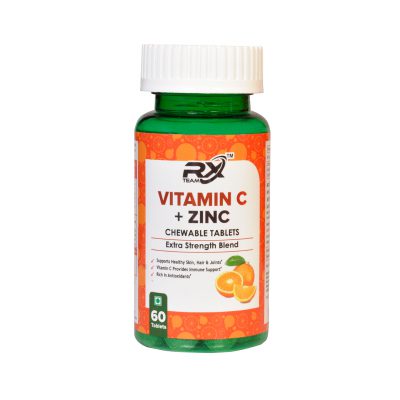 RX
TEAM
TM
VITAMIN C
+ ZINC
CHEWABLE TABLETS
Extra Strength Blend
Supports Healthy Skin, Hair & Joints*
Vitamin C Provides Immune Support*
Rich In Antioxidants*
60
Tablets